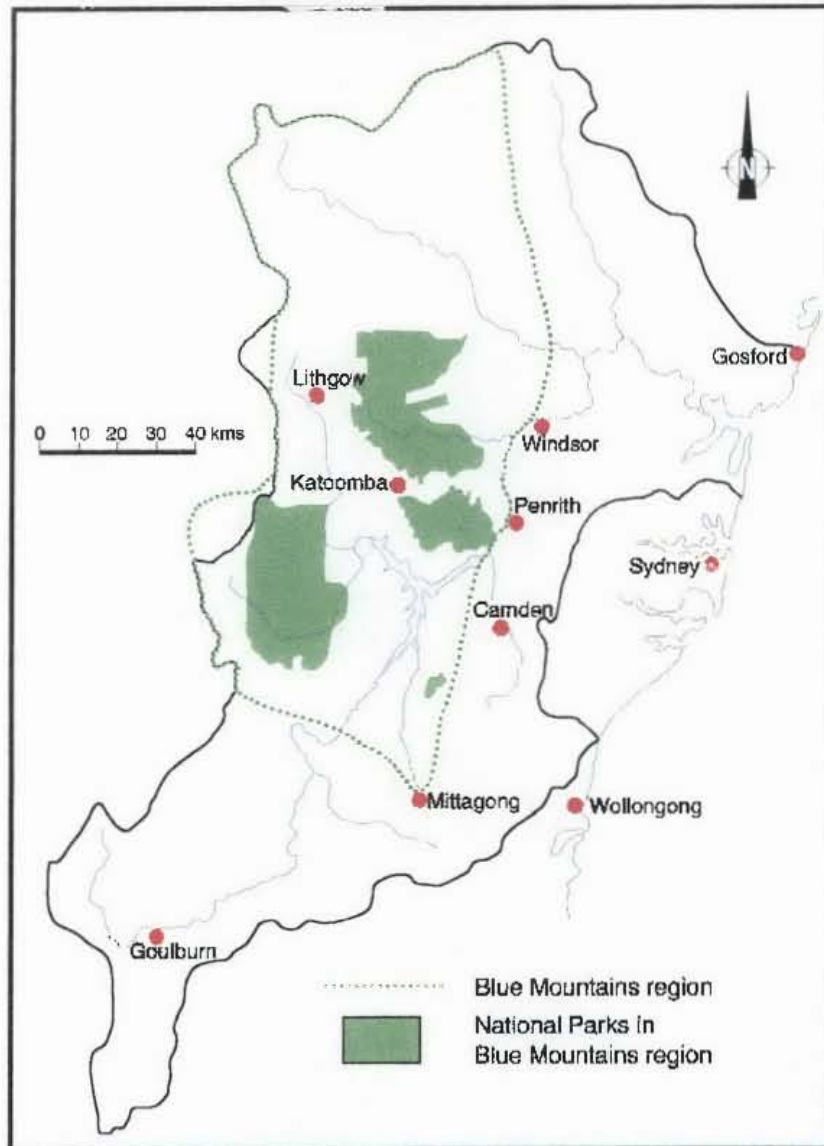 N
Gosford
Lithgow
0 10 20 30 40 kms
Windsor
Katoomba
Penrith
Sydney
Camden
Mittagong
Wollongong
Goulburn
Blue Mountains region
National Parks in
Blue Mountains region